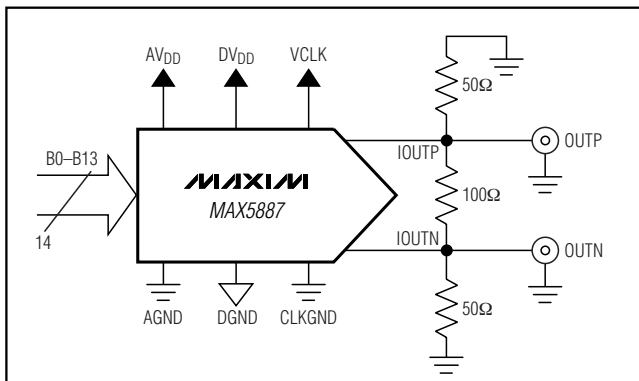 AVDD DVDD VCLK
50Ω
B0–B13 IOUTP OUTP
MAXIM
MAX5887 100Ω
14 IOUTN OUTN
50Ω
AGND DGND CLKGND